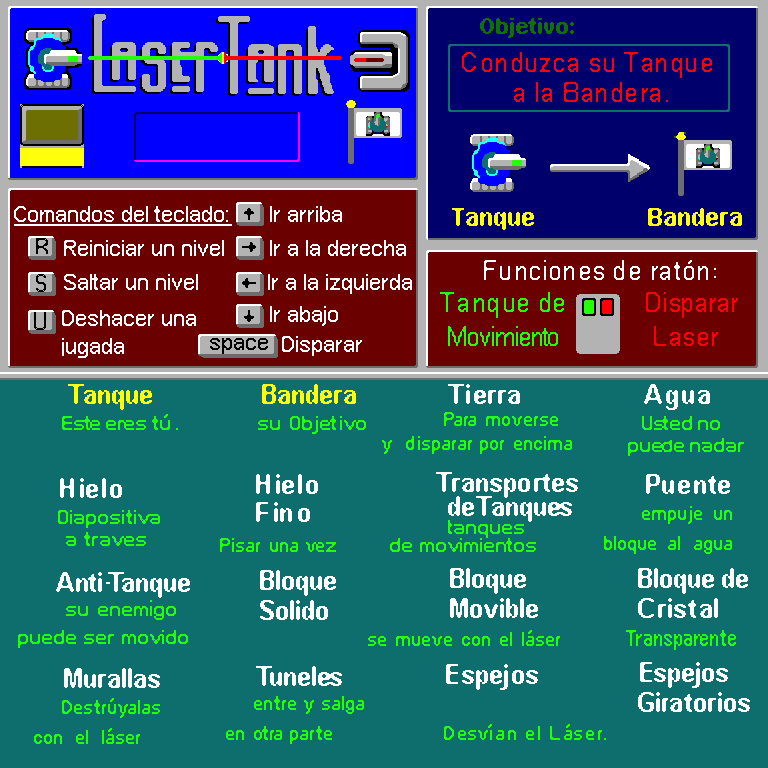 LaserTank
Objetivo:
Conduzca su Tanque
a la Bandera.
Tanque
Bandera
Comandos del teclado:
Ir arriba
R Reiniciar un nivel
Ir a la derecha
S Saltar un nivel
Ir a la izquierda
U Deshacer una
jugada
Ir abajo
space Disparar
Funciones de ratón:
Tanque de
Movimiento
Disparar
Laser
Tanque
Este eres tú.
Bandera
su Objetivo
Tierra
Para moverse
y disparar por encima
Agua
Usted no
puede nadar
Hielo
Diapositiva
a traves
Hielo
Fino
Pisar una vez
Transportes
de Tanques
tanques
de movimientos
Puente
empuje un
bloque al agua
Anti-Tanque
su enemigo
puede ser movido
Bloque
Solido
Bloque
Movible
se mueve con el láser
Bloque de
Cristal
Transparente
Murallas
Destrúyalas
con el láser
Tuneles
entre y salga
en otra parte
Espejos
Espejos
Giratorios
Desvían el Láser.